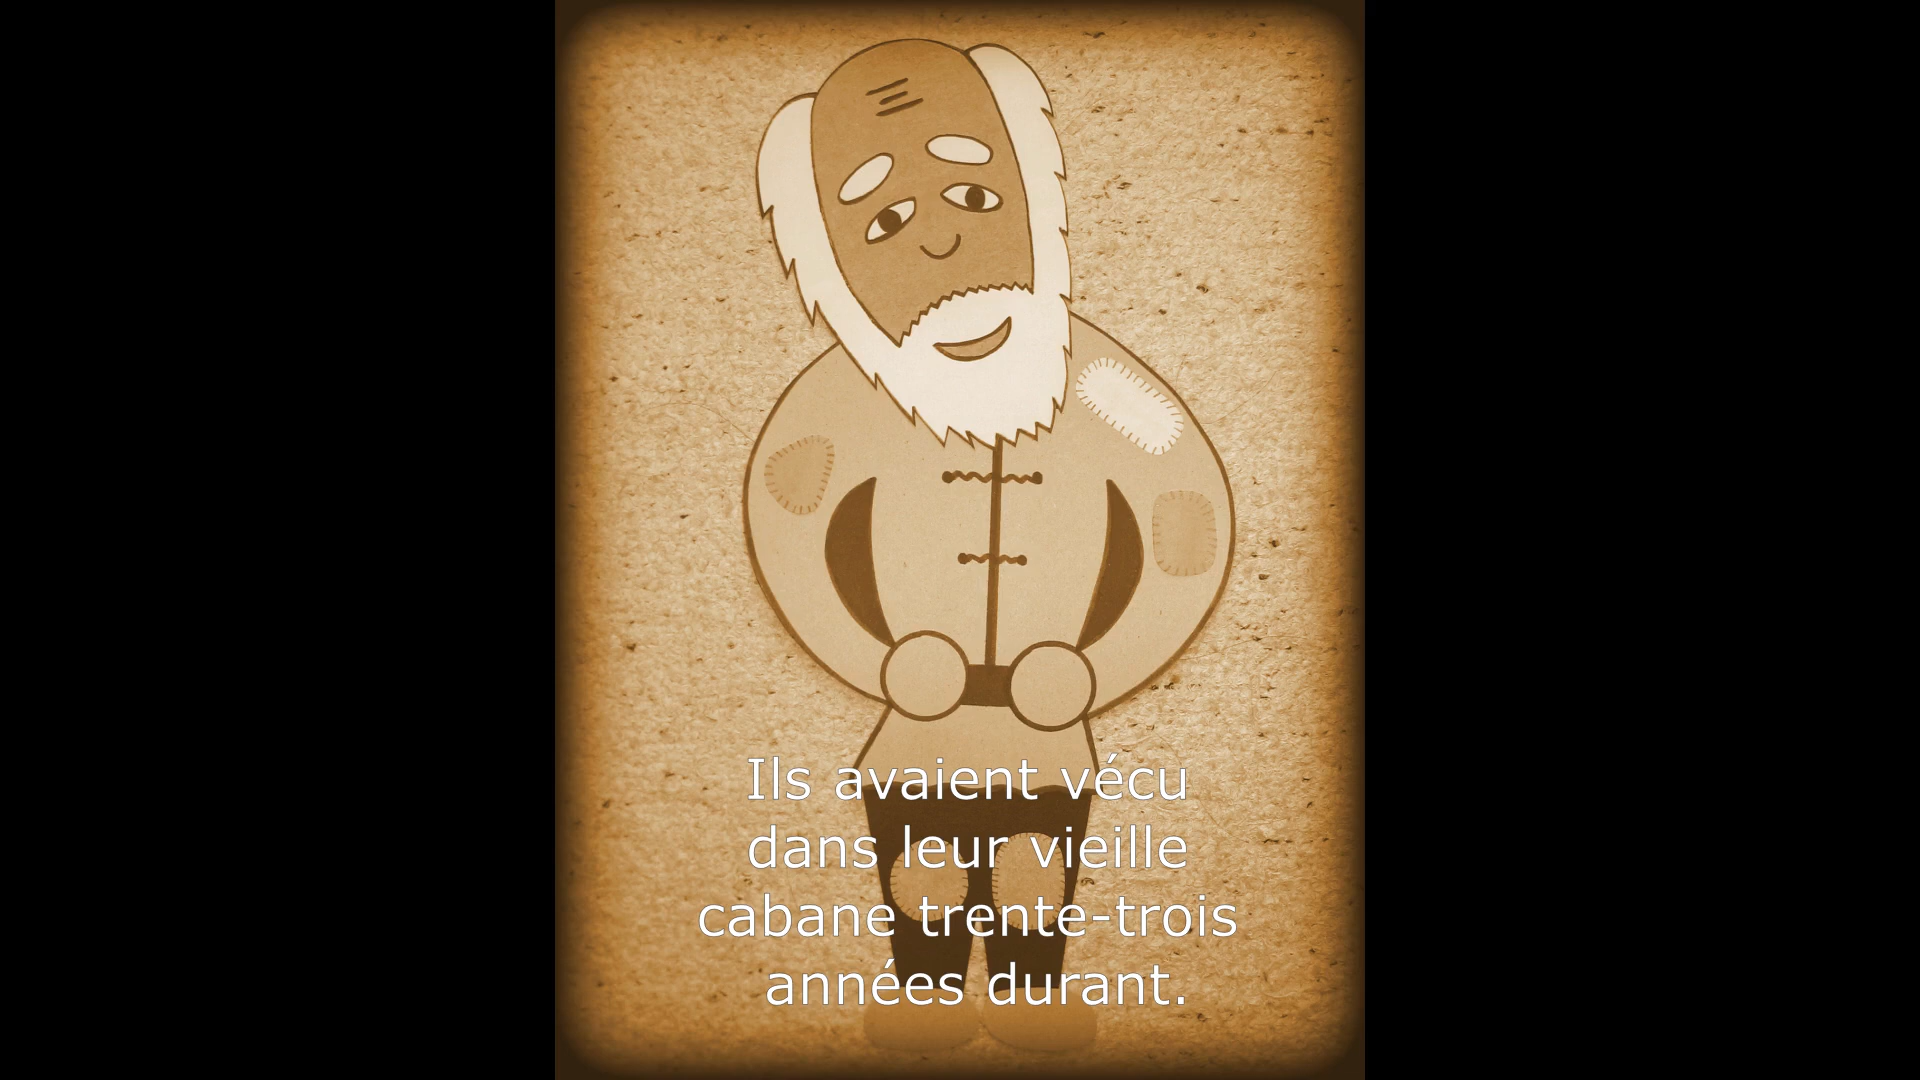 Ils avaient vécu
dans leur vieille
cabane trente-trois
années durant.